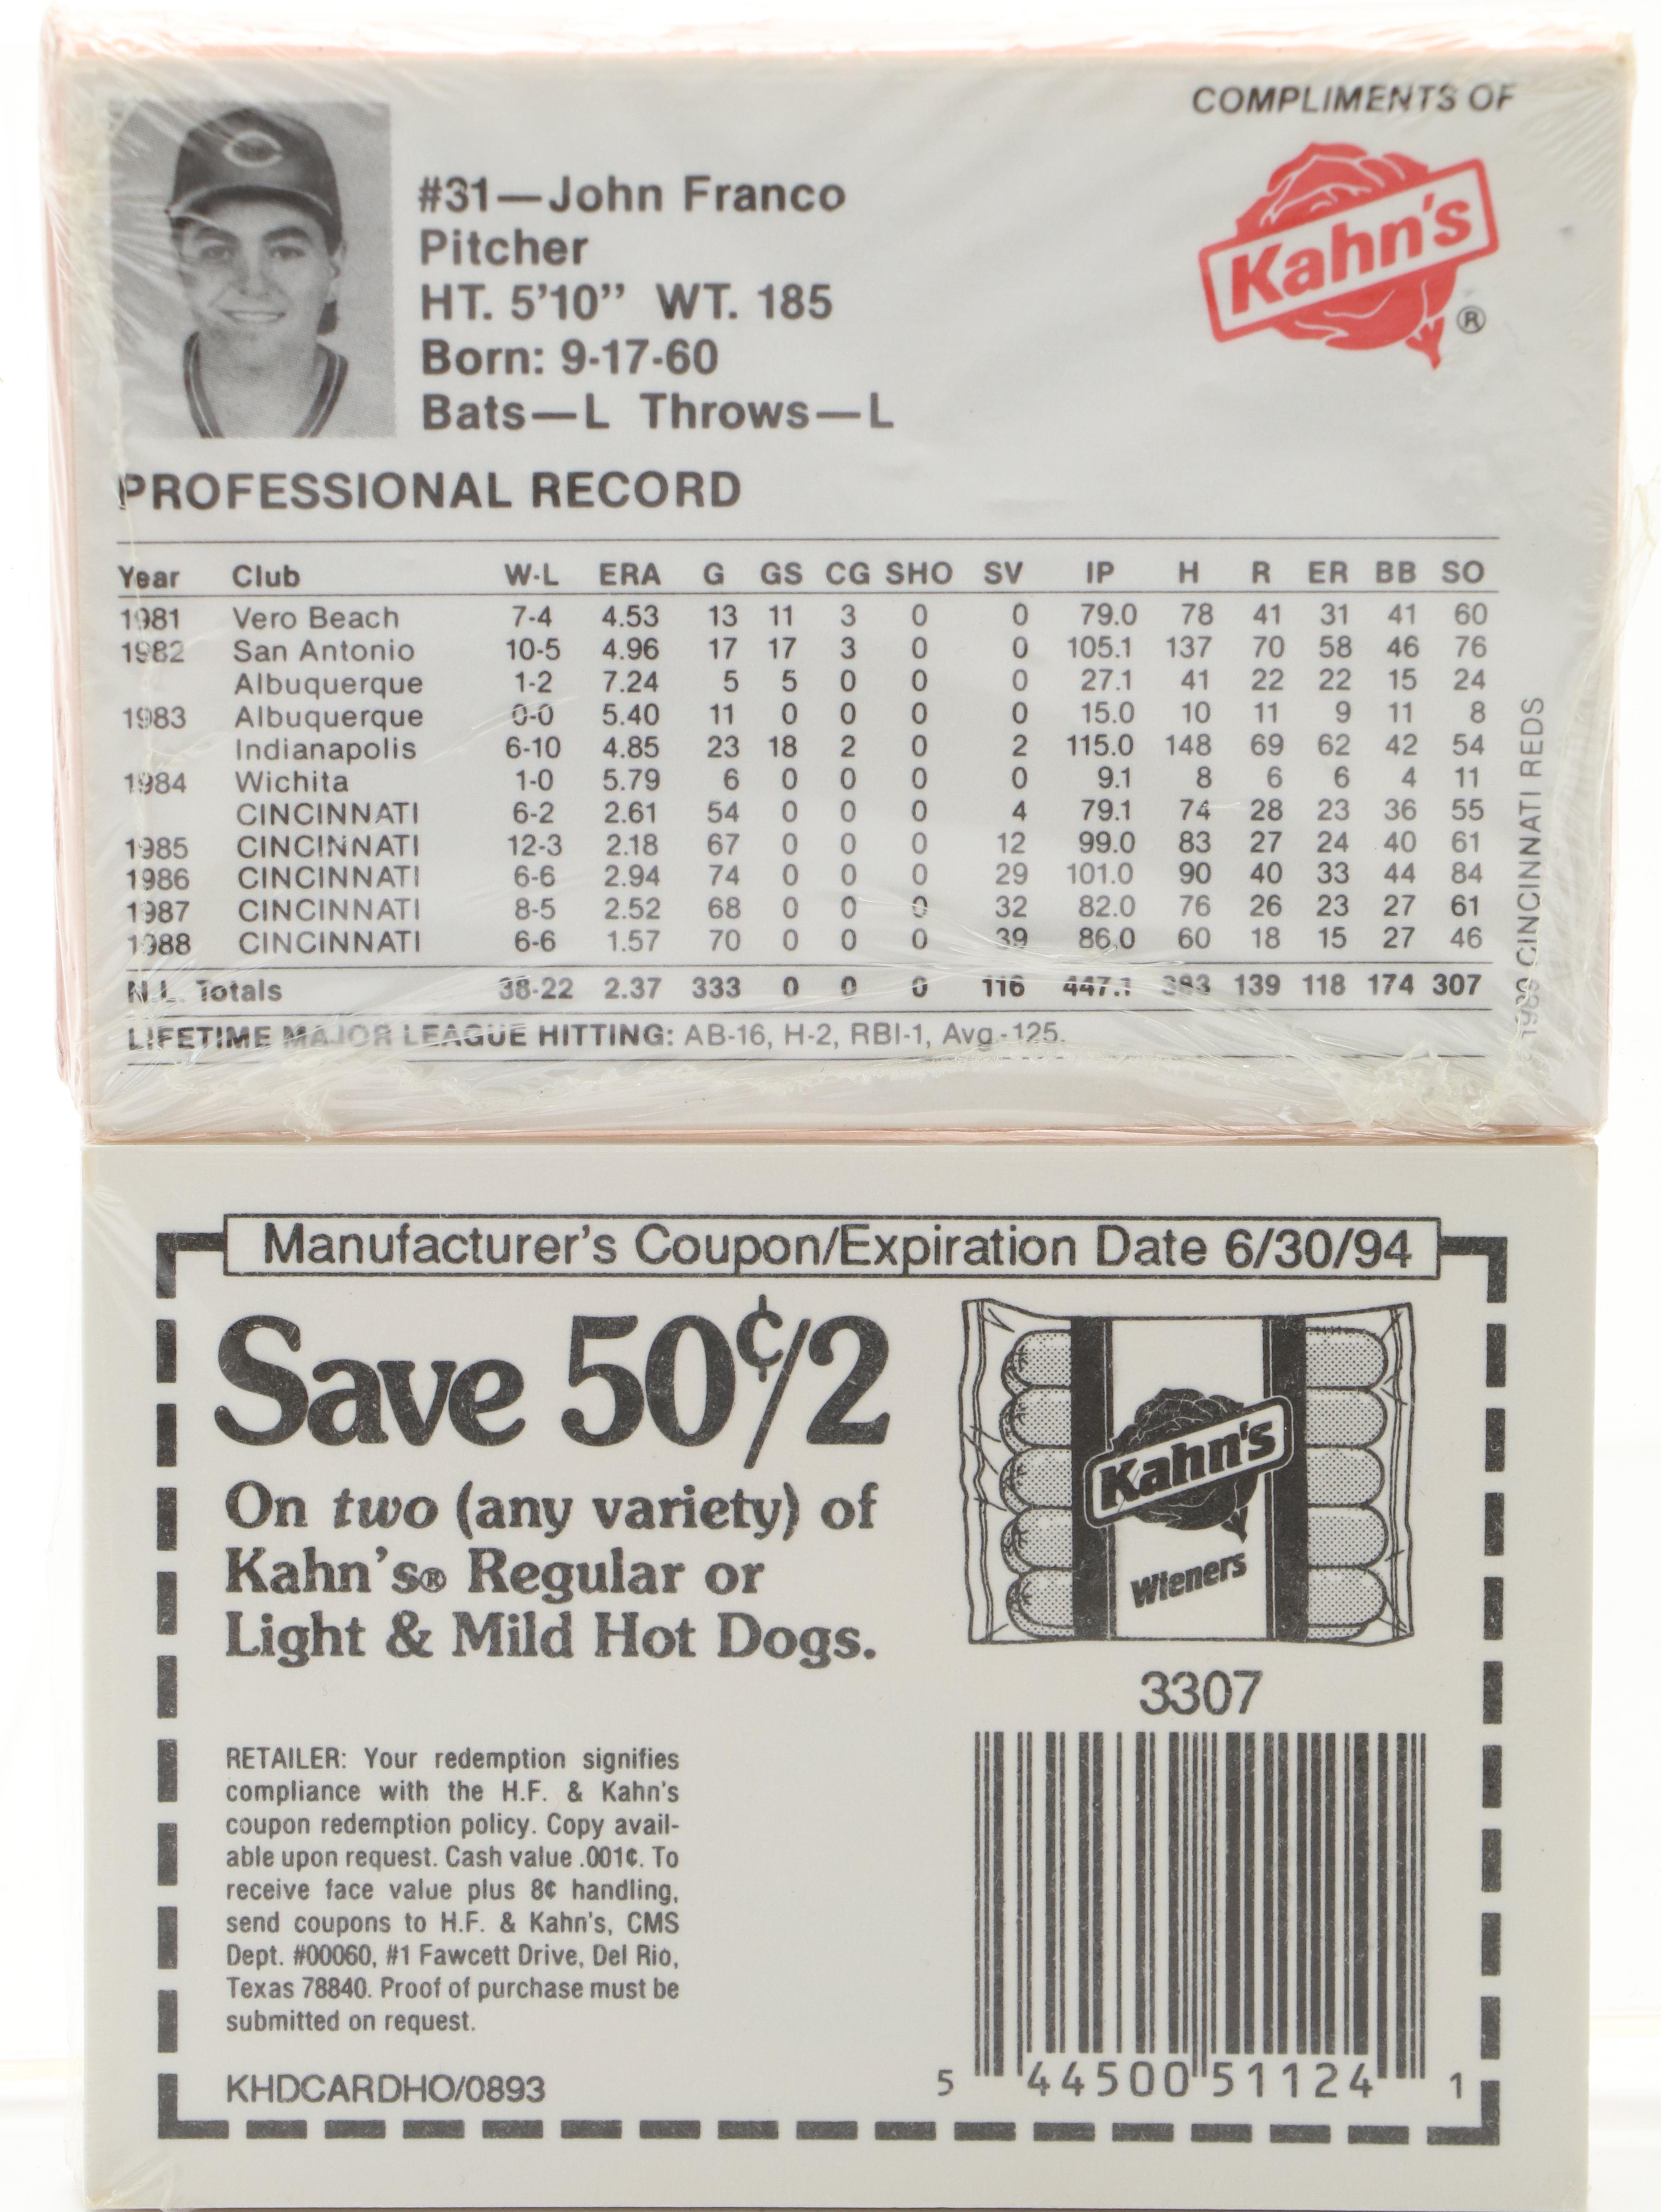 COMPLIMENTS OF
Kahn's®
#31—John Franco
Pitcher
HT. 5'10" WT. 185
Born: 9-17-60
Bats—L Throws—L
PROFESSIONAL RECORD
Year Club W-L ERA G GS CG SHO SV IP H R ER BB SO
1981 Vero Beach 7-4 4.53 13 11 3 0 0 79.0 78 41 31 41 60
1982 San Antonio 10-5 4.96 17 17 3 0 0 105.1 137 70 58 46 76
Albuquerque 1-2 7.24 5 5 0 0 0 27.1 41 22 22 15 24
1983 Albuquerque 0-0 5.40 11 0 0 0 0 15.0 10 11 9 11 8
Indianapolis 6-10 4.85 23 18 2 0 2 115.0 148 69 62 42 54
1984 Wichita 1-0 5.79 6 0 0 0 0 9.1 8 6 6 4 11
CINCINNATI 6-2 2.61 54 0 0 0 4 79.1 74 28 23 36 55
1985 CINCINNATI 12-3 2.18 67 0 0 0 12 99.0 83 27 24 40 61
1986 CINCINNATI 6-6 2.94 74 0 0 0 29 101.0 90 40 33 44 84
1987 CINCINNATI 8-5 2.52 68 0 0 0 32 82.0 76 26 23 27 61
1988 CINCINNATI 6-6 1.57 70 0 0 0 39 86.0 60 18 15 27 46
N.L. Totals 38-22 2.37 333 0 0 0 116 447.1 383 139 118 174 307
LIFETIME MAJOR LEAGUE HITTING: AB-16, H-2, RBI-1, Avg.-125.
1989 CINCINNATI REDS
Manufacturer's Coupon/Expiration Date 6/30/94
Save 50¢/2
On two (any variety) of
Kahn's® Regular or
Light & Mild Hot Dogs.
Kahn's
Wieners
3307
RETAILER: Your redemption signifies
compliance with the H.F. & Kahn's
coupon redemption policy. Copy avail-
able upon request. Cash value .001¢. To
receive face value plus 8¢ handling,
send coupons to H.F. & Kahn's, CMS
Dept. #00060, #1 Fawcett Drive, Del Rio,
Texas 78840. Proof of purchase must be
submitted on request.
KHDCARDHO/0893
5 44500 51124 1